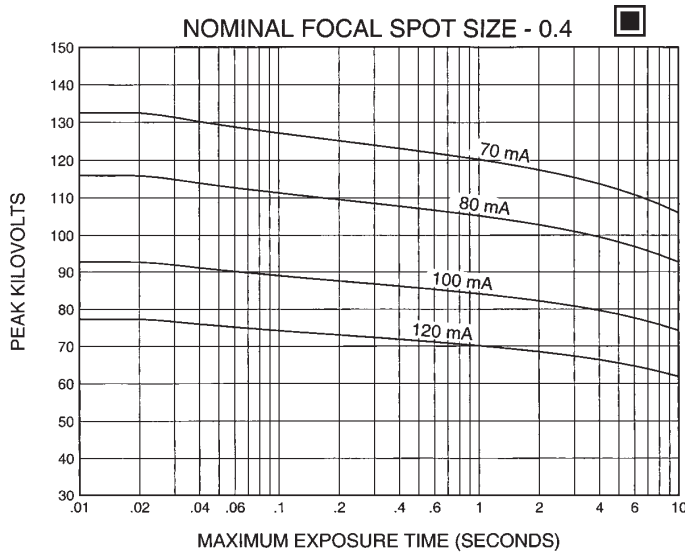 NOMINAL FOCAL SPOT SIZE - 0.4
150
140
130
120
110
100
90
80
70
60
50
40
30
PEAK KILOVOLTS
70 mA
80 mA
100 mA
120 mA
.01 .02 .04 .06 .1 .2 .4 .6 1 2 4 6 8 10
MAXIMUM EXPOSURE TIME (SECONDS)